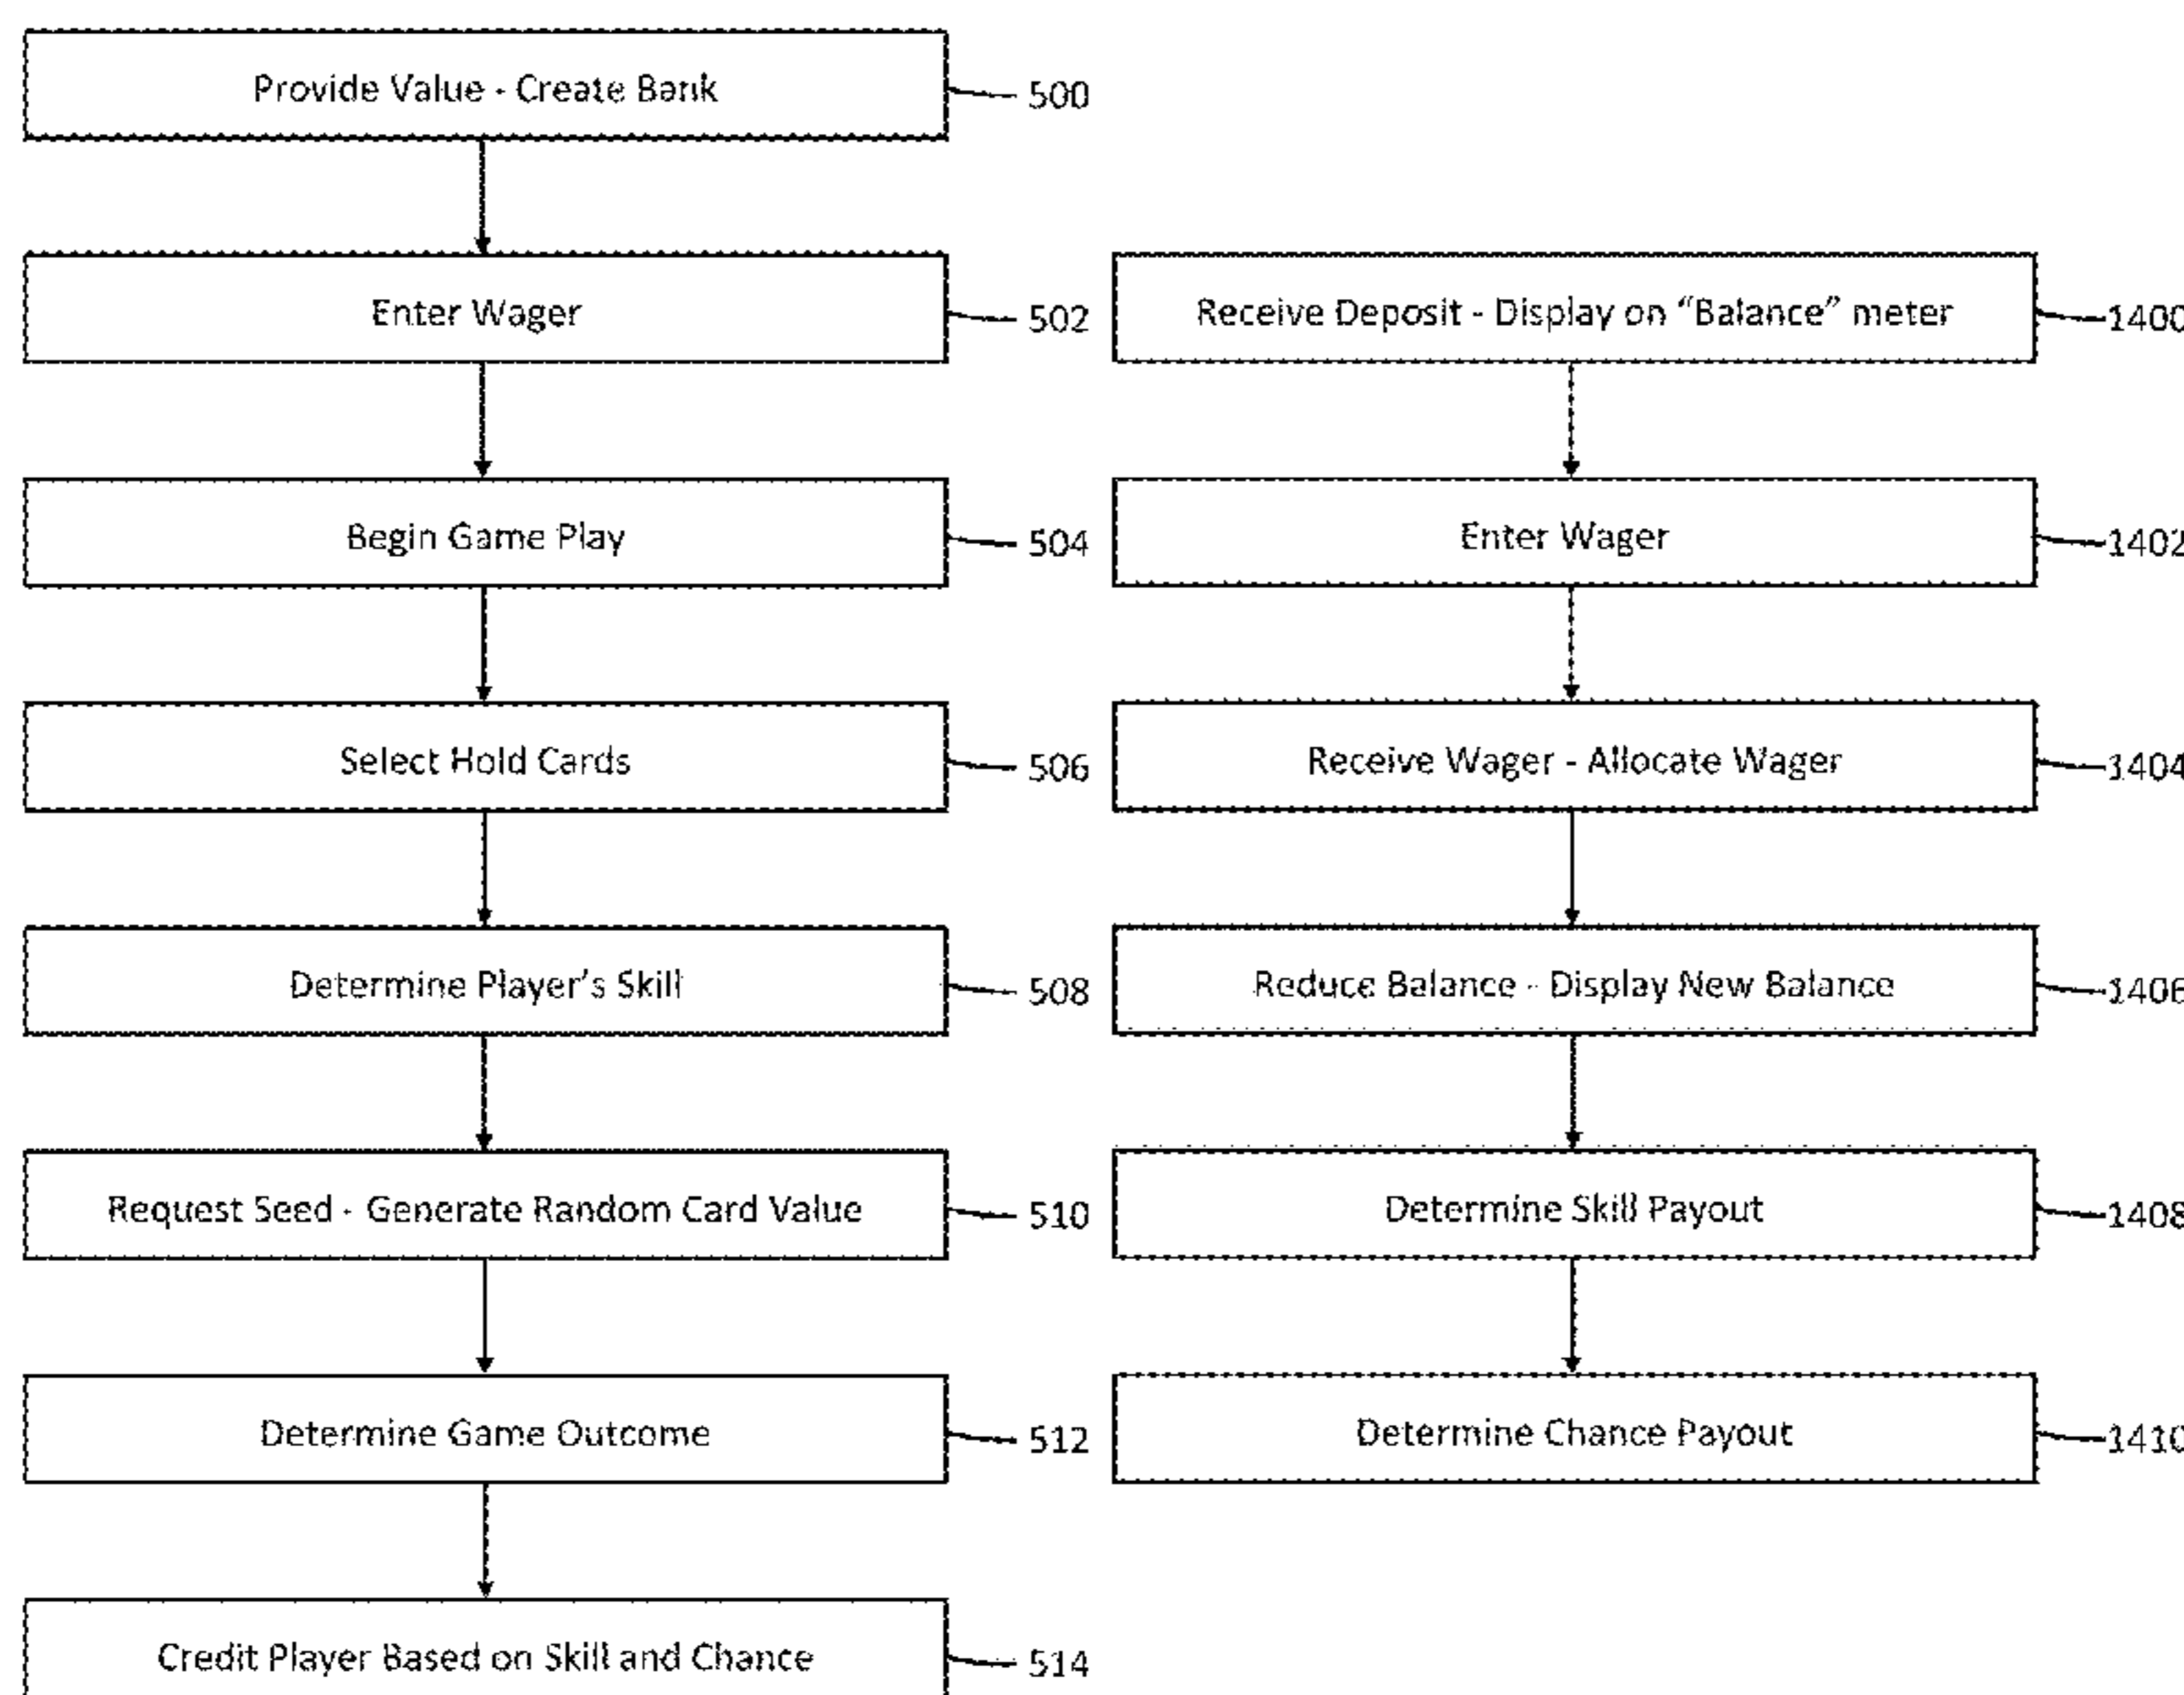 Provide Value - Create Bank
500
Enter Wager
502
Begin Game Play
504
Select Hold Cards
506
Determine Player's Skill
508
Request Seed - Generate Random Card Value
510
Determine Game Outcome
512
Credit Player Based on Skill and Chance
514
Receive Deposit - Display on “Balance” meter
1400
Enter Wager
1402
Receive Wager - Allocate Wager
1404
Reduce Balance - Display New Balance
1406
Determine Skill Payout
1408
Determine Chance Payout
1410